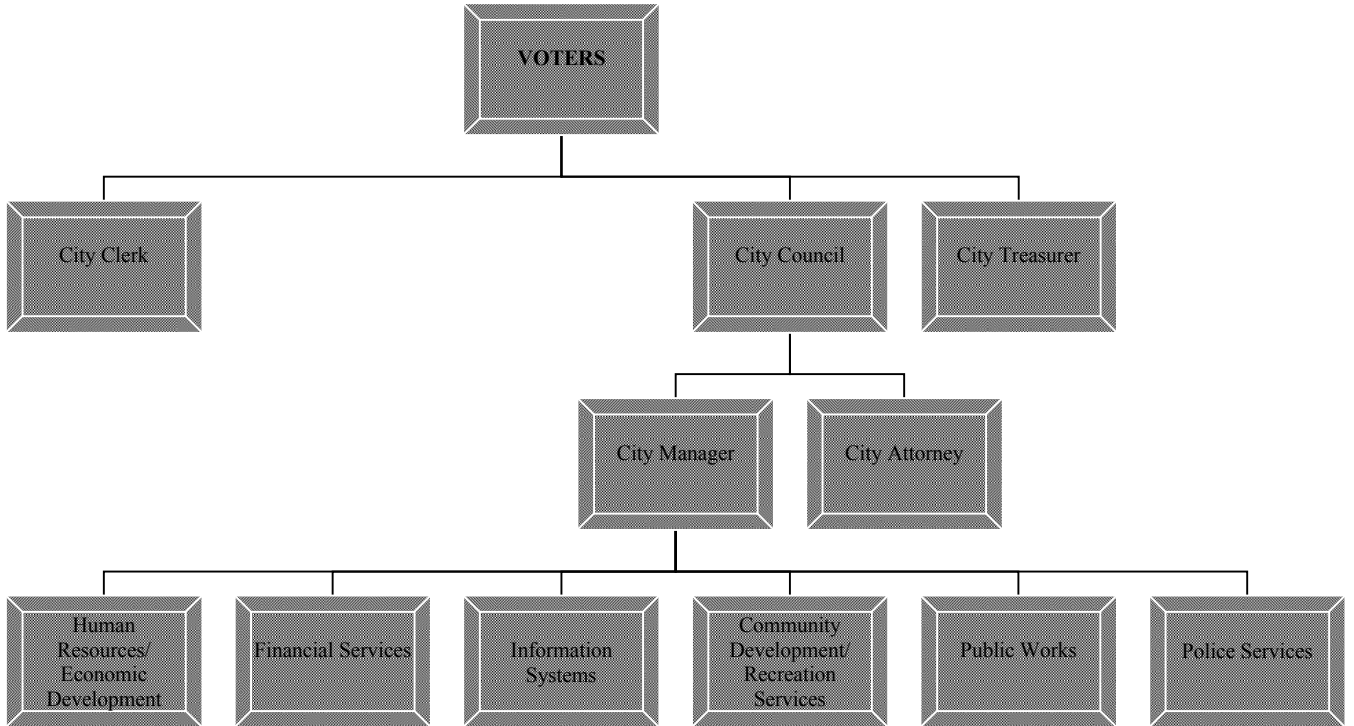 VOTERS
City Clerk
City Council
City Treasurer
City Manager
City Attorney
Human
Resources/
Economic
Development
Financial Services
Information
Systems
Community
Development/
Recreation
Services
Public Works
Police Services